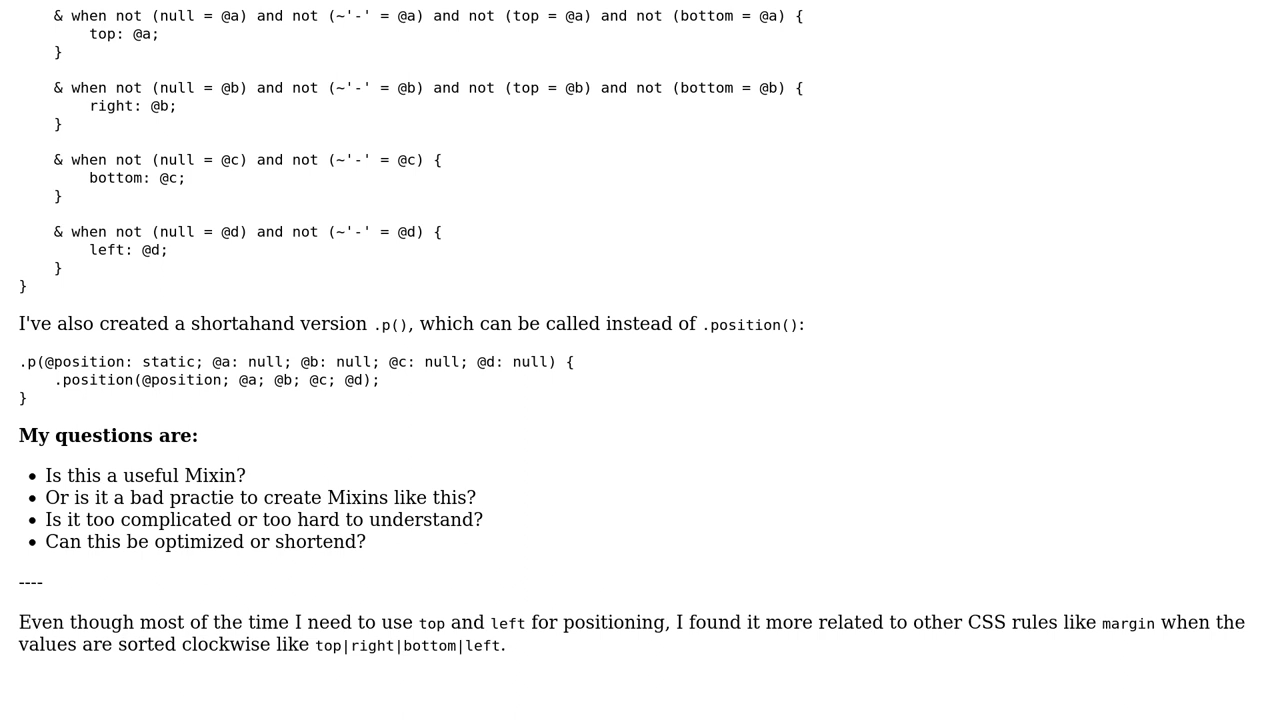 & when not (null = @a) and not (~'-' = @a) and not (top = @a) and not (bottom = @a) {
top: @a;
}
& when not (null = @b) and not (~'-' = @b) and not (top = @b) and not (bottom = @b) {
right: @b;
}
& when not (null = @c) and not (~'-' = @c) {
bottom: @c;
}
& when not (null = @d) and not (~'-' = @d) {
left: @d;
}
}
I've also created a shortahand version .p(), which can be called instead of .position():
.p(@position: static; @a: null; @b: null; @c: null; @d: null) {
.position(@position; @a; @b; @c; @d);
}
My questions are:
• Is this a useful Mixin?
• Or is it a bad practie to create Mixins like this?
• Is it too complicated or too hard to understand?
• Can this be optimized or shortend?
----
Even though most of the time I need to use top and left for positioning, I found it more related to other CSS rules like margin when the
values are sorted clockwise like top|right|bottom|left.